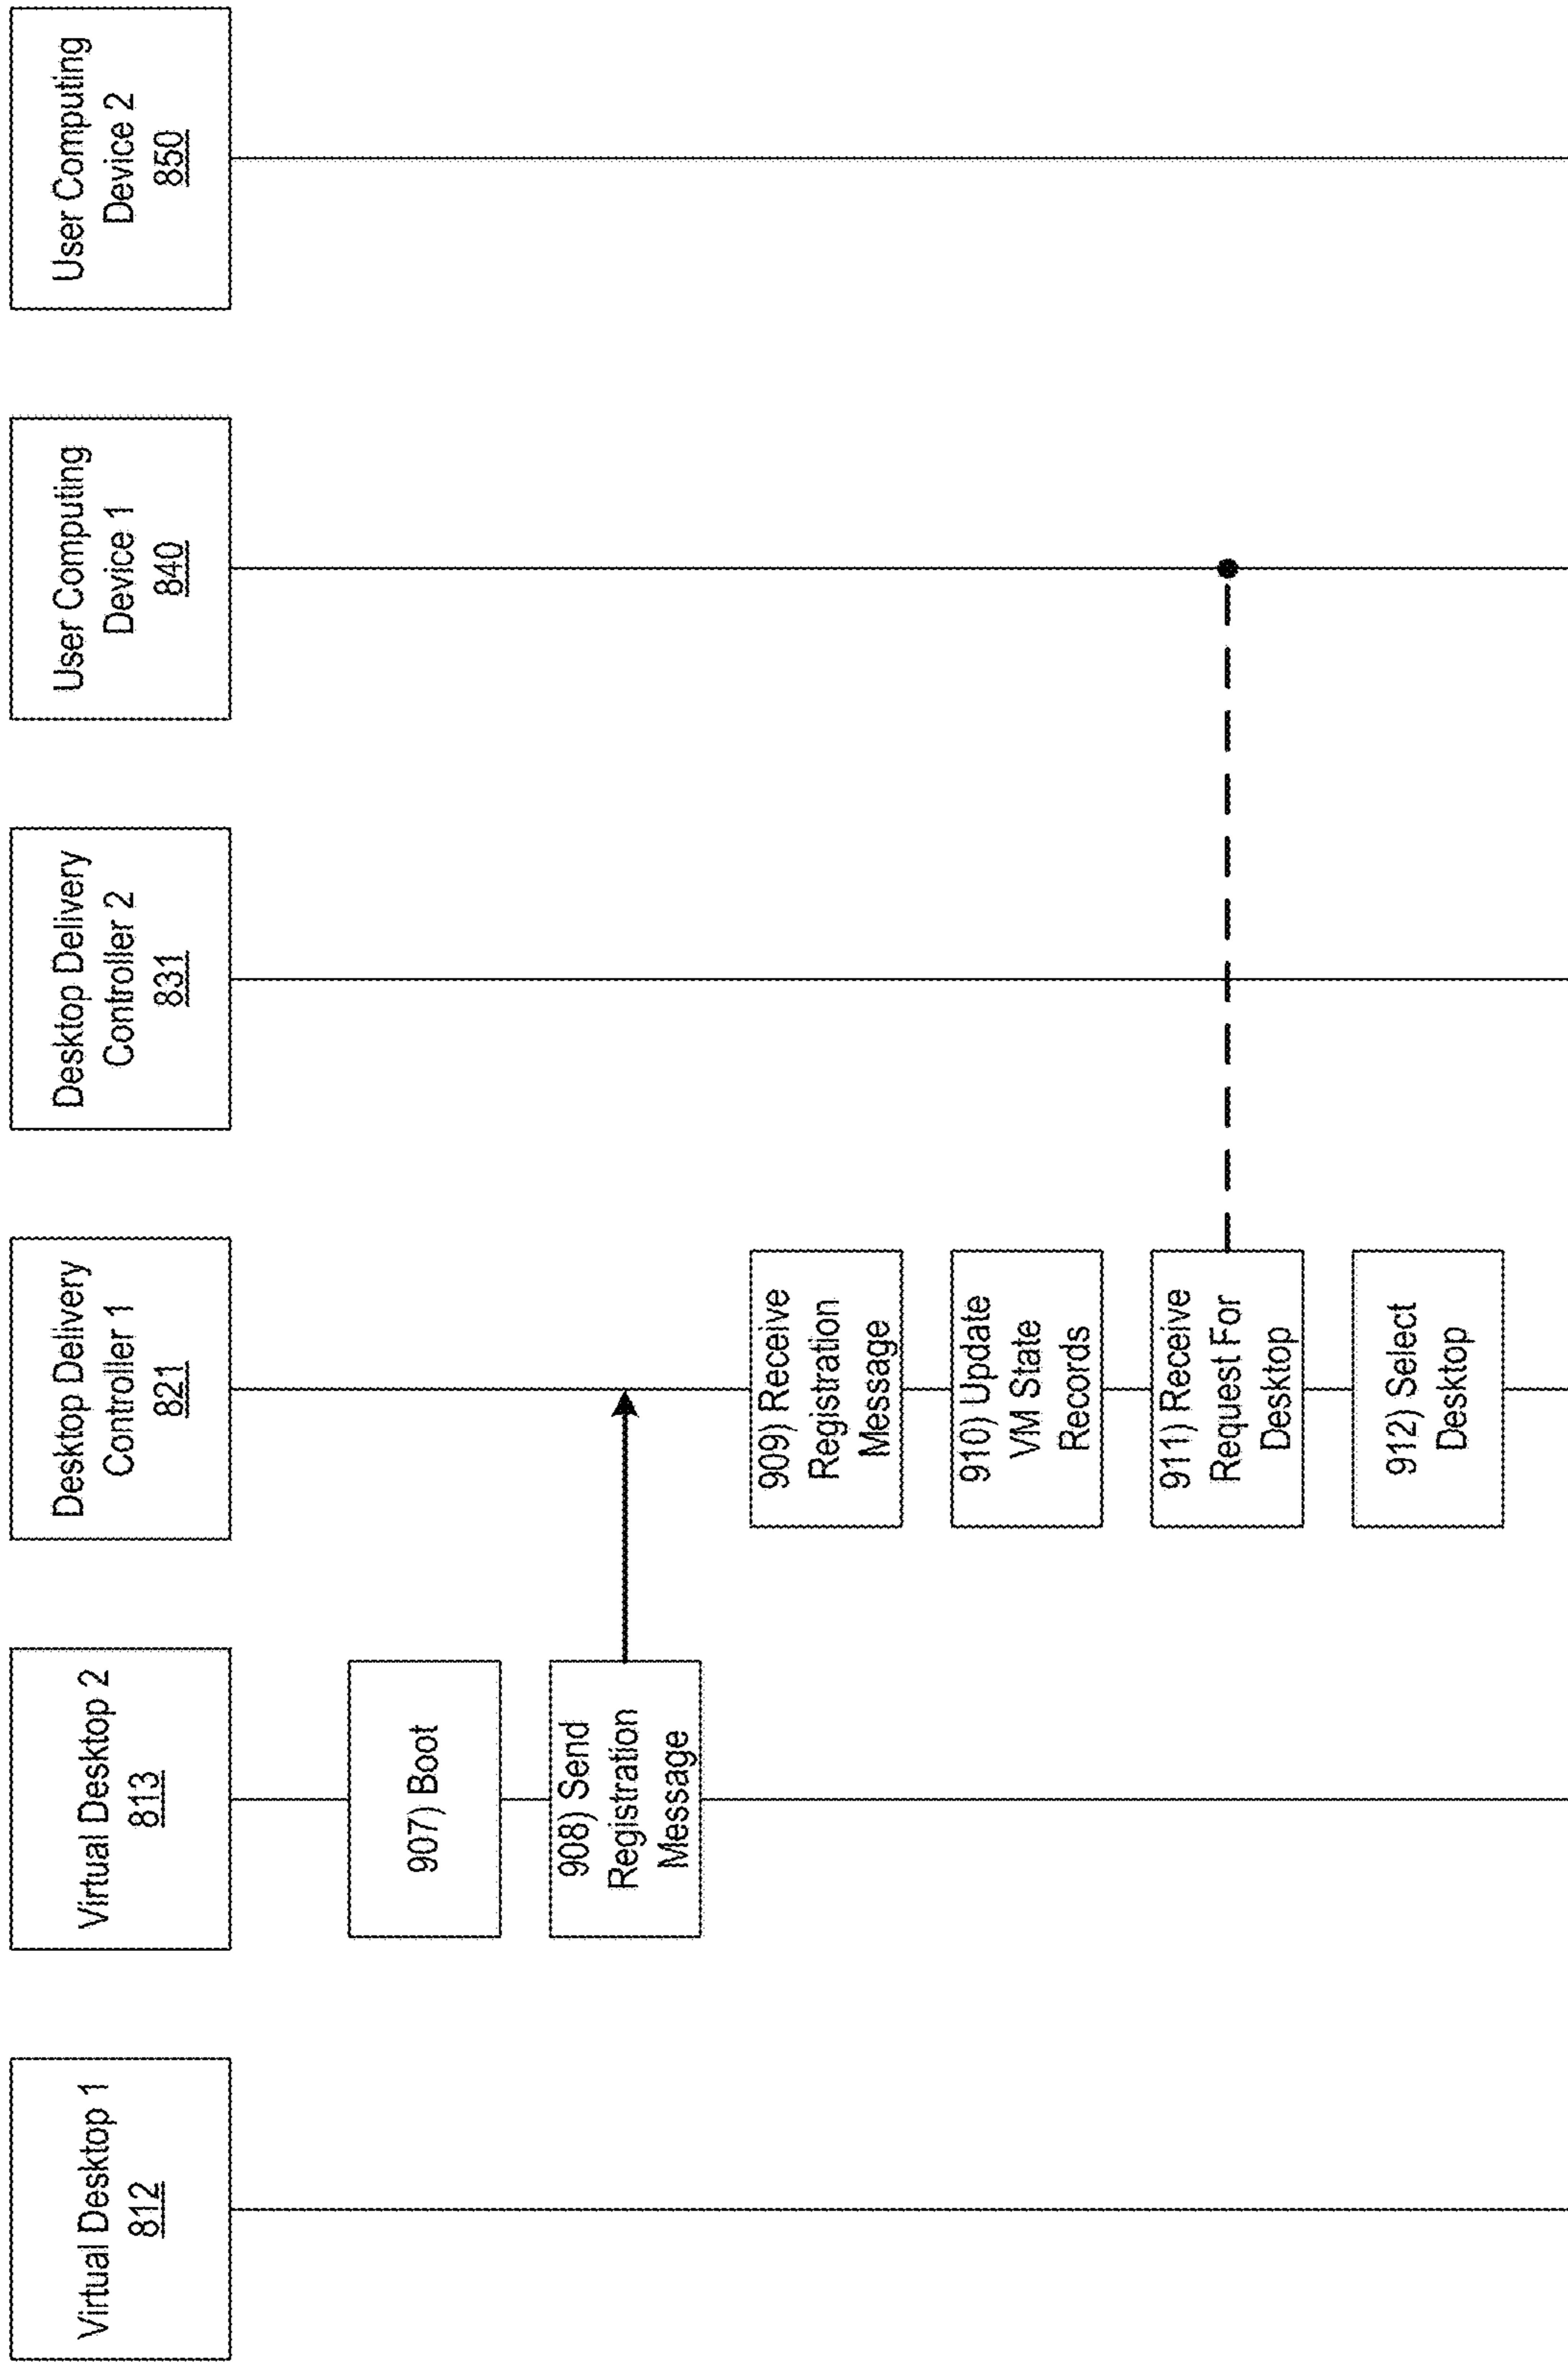 Virtual Desktop 1
812
Virtual Desktop 2
813
Desktop Delivery
Controller 1
821
Desktop Delivery
Controller 2
831
User Computing
Device 1
840
User Computing
Device 2
850
907) Boot
908) Send
Registration
Message
909) Receive
Registration
Message
910) Update
VM State
Records
911) Receive
Request For
Desktop
912) Select
Desktop